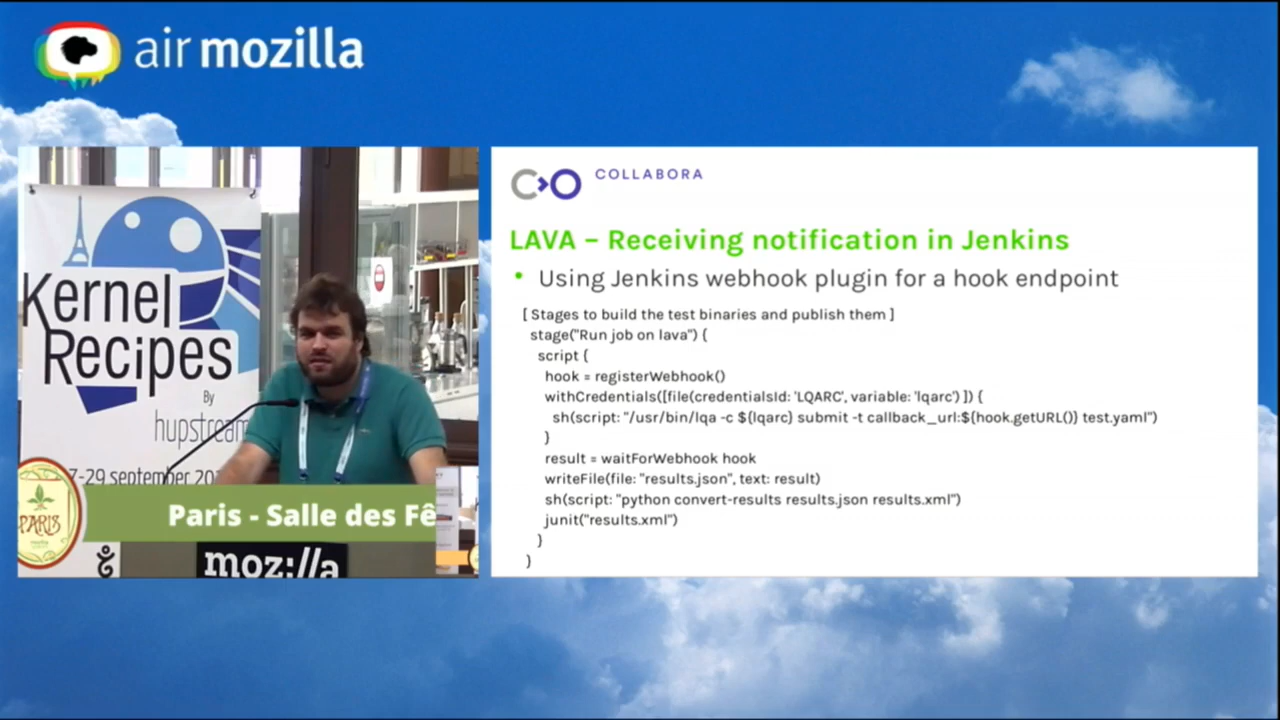 air mozilla
Kernel
Recipes
By
hupstream
7-29 september 20
PARIS
mozilla
Paris - Salle des Fê
moz://a
COLLABORA
LAVA – Receiving notification in Jenkins
• Using Jenkins webhook plugin for a hook endpoint
[ Stages to build the test binaries and publish them ]
stage("Run job on lava") {
script {
hook = registerWebhook()
withCredentials([file(credentialsId: 'LQARC', variable: 'lqarc') ]) {
sh(script: "/usr/bin/lqa -c ${lqarc} submit -t callback_url:${hook.getURL()} test.yaml")
}
result = waitForWebhook hook
writeFile(file: "results.json", text: result)
sh(script: "python convert-results results.json results.xml")
junit("results.xml")
}
)